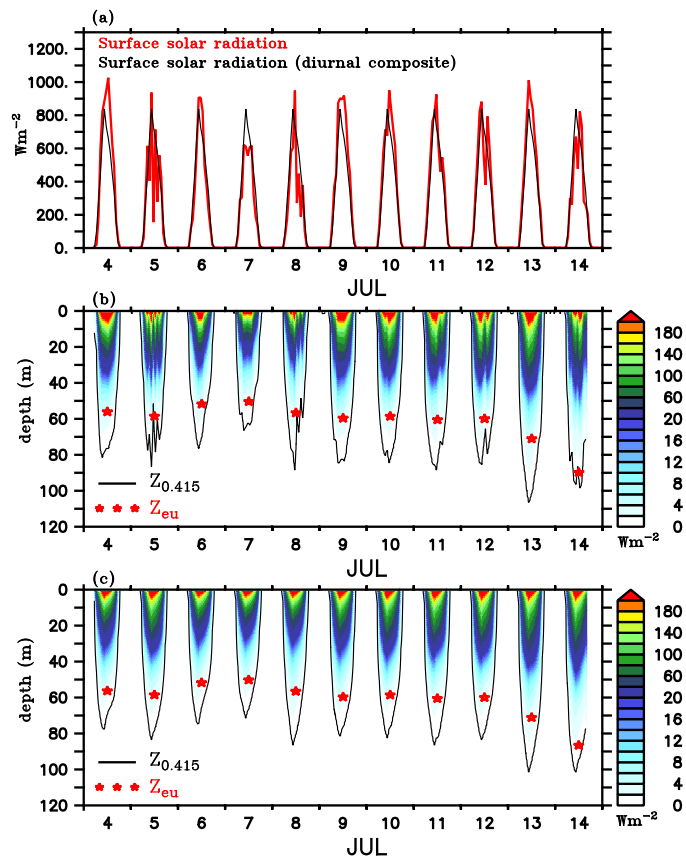 (a)
Surface solar radiation
Surface solar radiation (diurnal composite)
1200.
1000.
800.
600.
400.
200.
0.
Wm−2
4 5 6 7 8 9 10 11 12 13 14
JUL
(b)
0
20
40
60
80
100
120
depth (m)
Z0.415
Zeu
4 5 6 7 8 9 10 11 12 13 14
JUL
180
140
100
60
20
16
12
8
4
0
Wm−2
(c)
0
20
40
60
80
100
120
depth (m)
Z0.415
Zeu
4 5 6 7 8 9 10 11 12 13 14
JUL
180
140
100
60
20
16
12
8
4
0
Wm−2